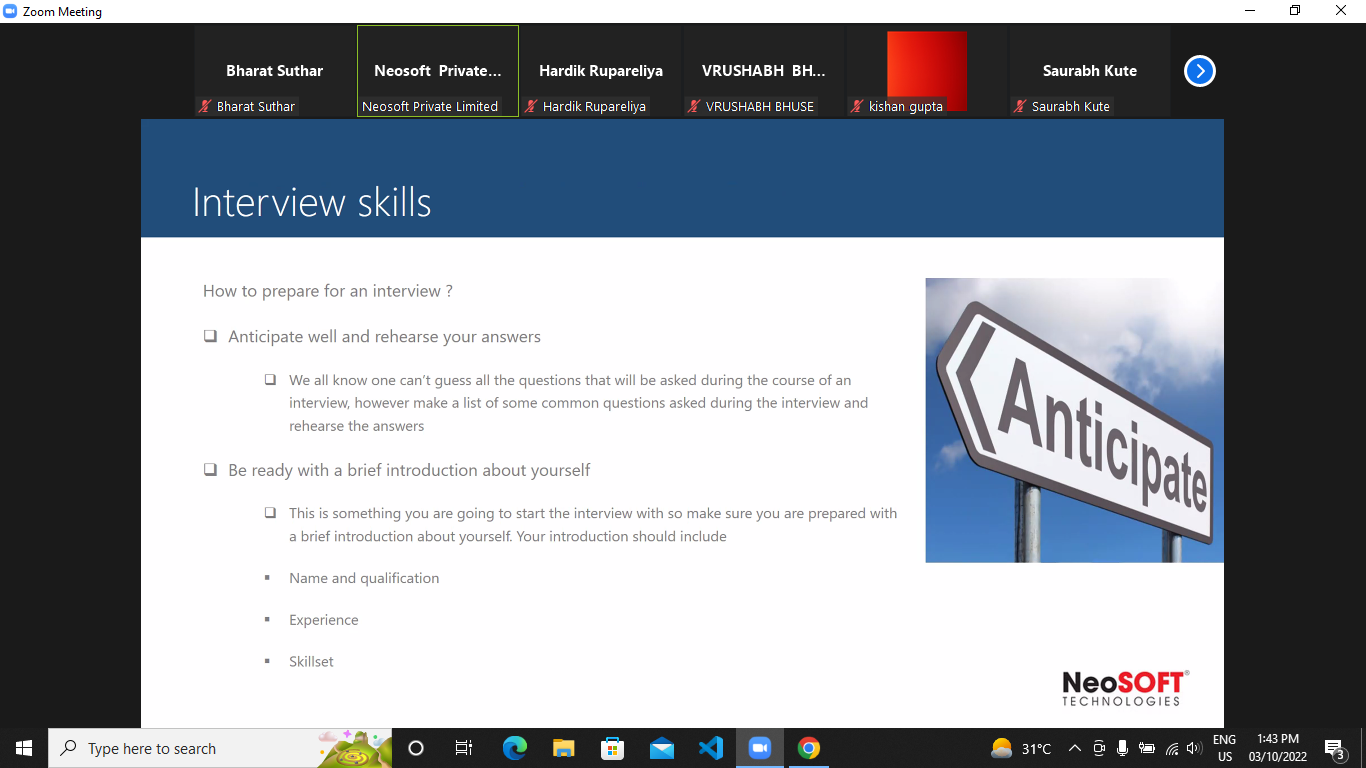 Zoom Meeting
Bharat Suthar
Neosoft Private...
Hardik Rupareliya
VRUSHABH BH...
Saurabh Kute
Bharat Suthar
Neosoft Private Limited
Hardik Rupareliya
VRUSHABH BHUSE
kishan gupta
Saurabh Kute
Interview skills
How to prepare for an interview ?
Anticipate well and rehearse your answers
We all know one can’t guess all the questions that will be asked during the course of an
interview, however make a list of some common questions asked during the interview and
rehearse the answers
Be ready with a brief introduction about yourself
This is something you are going to start the interview with so make sure you are prepared with
a brief introduction about yourself. Your introduction should include
Name and qualification
Experience
Skillset
Anticipate
NeoSOFT®
TECHNOLOGIES
Type here to search
31°C
ENG
US
1:43 PM
03/10/2022
3